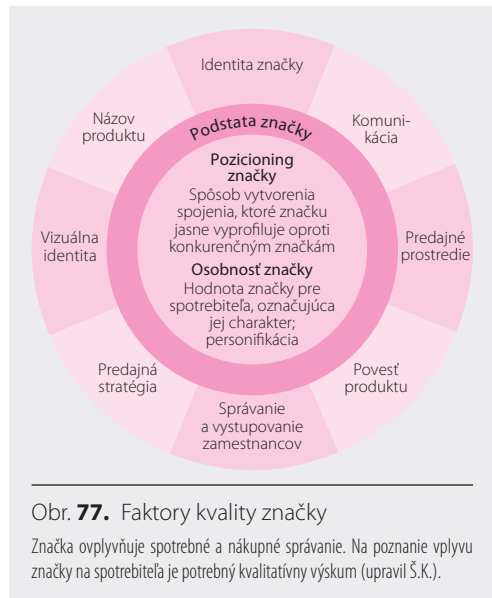 Identita značky
Komuni-
kácia
Predajné
prostredie
Povesť
produktu
Správanie
a vystupovanie
zamestnancov
Predajná
stratégia
Vizuálna
identita
Názov
produktu
Podstata značky
Pozicioning
značky
Spôsob vytvorenia
spojenia, ktoré značku
jasne vyprofiluje oproti
konkurenčným značkám
Osobnosť značky
Hodnota značky pre
spotrebiteľa, označujúca
jej charakter;
personifikácia
Obr. 77. Faktory kvality značky
Značka ovplyvňuje spotrebné a nákupné správanie. Na poznanie vplyvu
značky na spotrebiteľa je potrebný kvalitatívny výskum (upravil Š.K.).